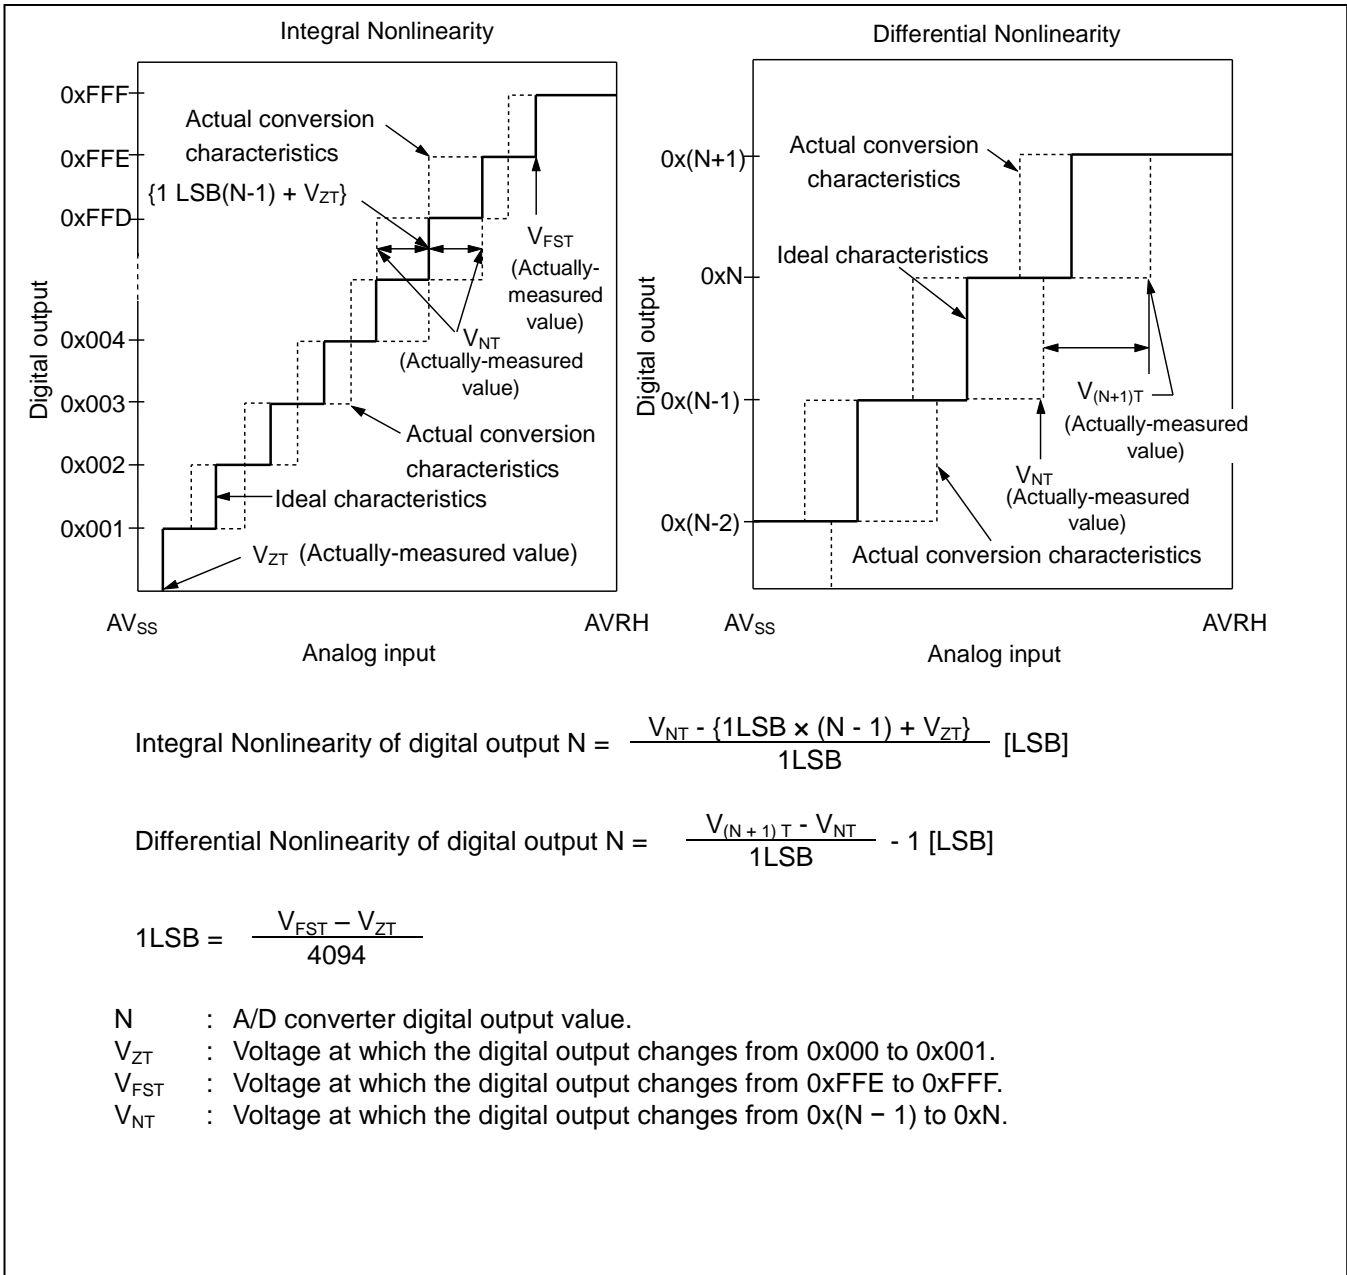 Integral Nonlinearity
0xFFF
0xFFE
0xFFD
0x004
0x003
0x002
0x001
Digital output
Actual conversion
characteristics
{1 LSB(N-1) + VZT}
VFST
(Actually-
measured
value)
VNT
(Actually-measured
value)
Actual conversion
characteristics
Ideal characteristics
VZT (Actually-measured value)
AVSS
AVRH
Analog input
Differential Nonlinearity
0x(N+1)
0xN
0x(N-1)
0x(N-2)
Digital output
Actual conversion
characteristics
Ideal characteristics
V(N+1)T
(Actually-measured
value)
VNT
(Actually-measured
value)
Actual conversion characteristics
AVSS
AVRH
Analog input
Integral Nonlinearity of digital output N = VNT - {1LSB × (N - 1) + VZT} / 1LSB [LSB]
Differential Nonlinearity of digital output N = V(N + 1) T - VNT / 1LSB - 1 [LSB]
1LSB = VFST – VZT / 4094
N : A/D converter digital output value.
VZT : Voltage at which the digital output changes from 0x000 to 0x001.
VFST : Voltage at which the digital output changes from 0xFFE to 0xFFF.
VNT : Voltage at which the digital output changes from 0x(N − 1) to 0xN.